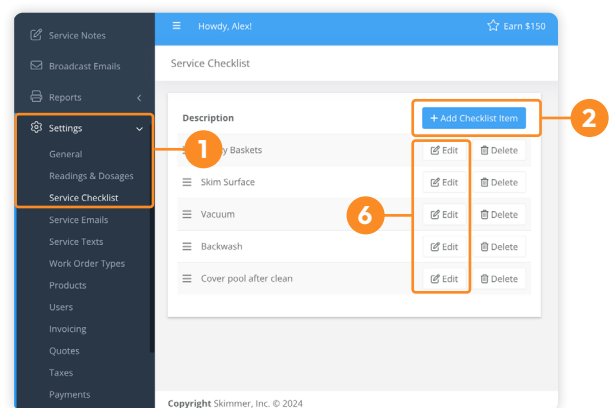 Service Notes
Broadcast Emails
Reports
Settings
General
Readings & Dosages
Service Checklist
Service Emails
Service Texts
Work Order Types
Products
Users
Invoicing
Quotes
Taxes
Payments
Howdy, Alex!
Earn $150
Service Checklist
Description
+ Add Checklist Item
2
1
y Baskets
Edit
Delete
Skim Surface
Edit
Delete
Vacuum
6
Edit
Delete
Backwash
Edit
Delete
Cover pool after clean
Edit
Delete
Copyright Skimmer, Inc. © 2024